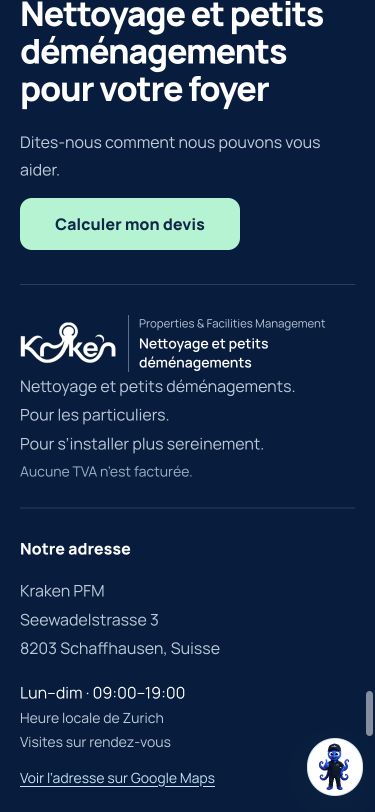 Nettoyage et petits
déménagements
pour votre foyer
Dites-nous comment nous pouvons vous
aider.
Calculer mon devis
Kraken
Properties & Facilities Management
Nettoyage et petits
déménagements
Nettoyage et petits déménagements.
Pour les particuliers.
Pour s'installer plus sereinement.
Aucune TVA n'est facturée.
Notre adresse
Kraken PFM
Seewadelstrasse 3
8203 Schaffhausen, Suisse
Lun–dim · 09:00–19:00
Heure locale de Zurich
Visites sur rendez-vous
Voir l'adresse sur Google Maps